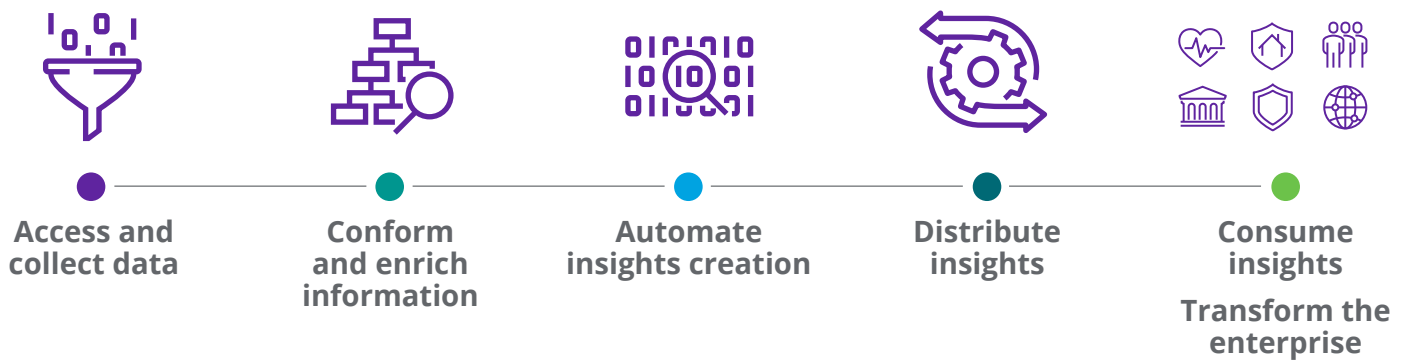 Access and
collect data
Conform
and enrich
information
Automate
insights creation
Distribute
insights
Consume
insights
Transform the
enterprise